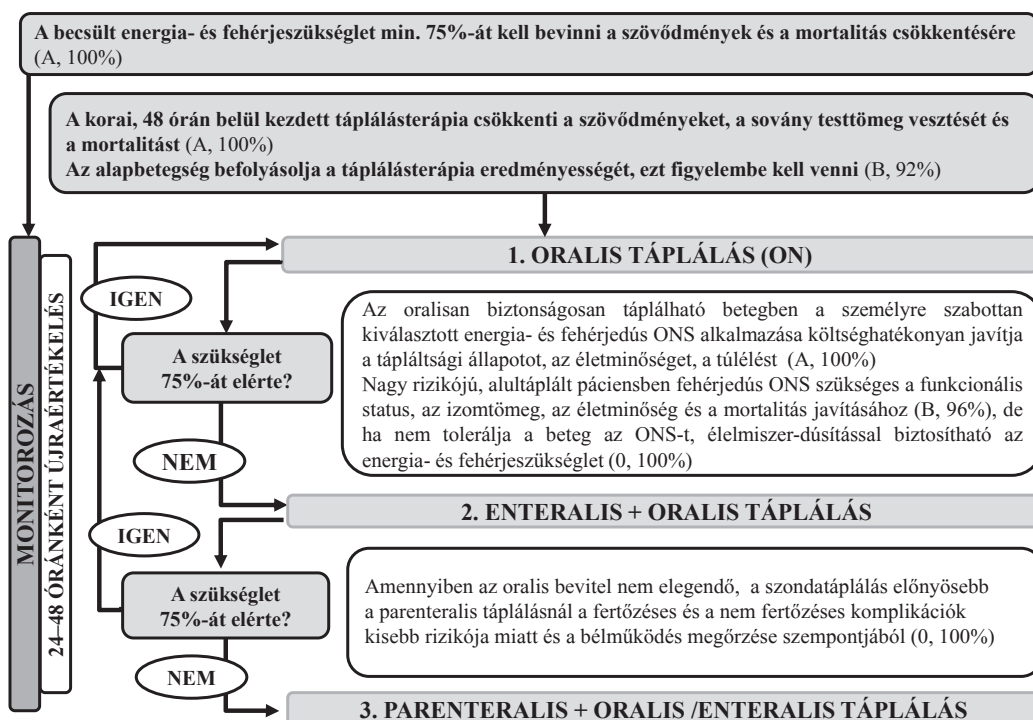 A becsült energia- és fehérjeszükséglet min. 75%-át kell bevinni a szövődmények és a mortalitás csökkentésére
(A, 100%)
A korai, 48 órán belül kezdett táplálásterápia csökkenti a szövődményeket, a sovány testtömeg vesztését és
a mortalitást (A, 100%)
Az alapbetegség befolyásolja a táplálásterápia eredményességét, ezt figyelembe kell venni (B, 92%)
MONITOROZÁS
24–48 ÓRÁNKÉNT ÚJRAÉRTÉKELÉS
1. ORALIS TÁPLÁLÁS (ON)
IGEN
A szükséglet
75%-át elérte?
Az oralisan biztonságosan táplálható betegben a személyre szabottan
kiválasztott energia- és fehérjedús ONS alkalmazása költséghatékonyan javítja
a tápláltsági állapotot, az életminőséget, a túlélést (A, 100%)
Nagy rizikójú, alultáplált páciensben fehérjedús ONS szükséges a funkcionális
status, az izomtömeg, az életminőség és a mortalitás javításához (B, 96%), de
ha nem tolerálja a beteg az ONS-t, élelmiszer-dúsítással biztosítható az
energia- és fehérjeszükséglet (0, 100%)
NEM
2. ENTERALIS + ORALIS TÁPLÁLÁS
IGEN
A szükséglet
75%-át elérte?
Amennyiben az oralis bevitel nem elegendő, a szondatáplálás előnyösebb
a parenteralis táplálásnál a fertőzéses és a nem fertőzéses komplikációk
kisebb rizikója miatt és a bélműködés megőrzése szempontjából (0, 100%)
NEM
3. PARENTERALIS + ORALIS /ENTERALIS TÁPLÁLÁS